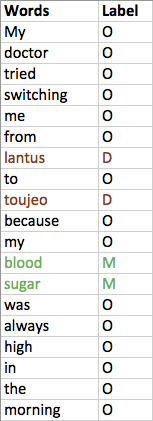 Words Label
My O
doctor O
tried O
switching O
me O
from O
lantus D
to O
toujeo D
because O
my O
blood M
sugar M
was O
always O
high O
in O
the O
morning O